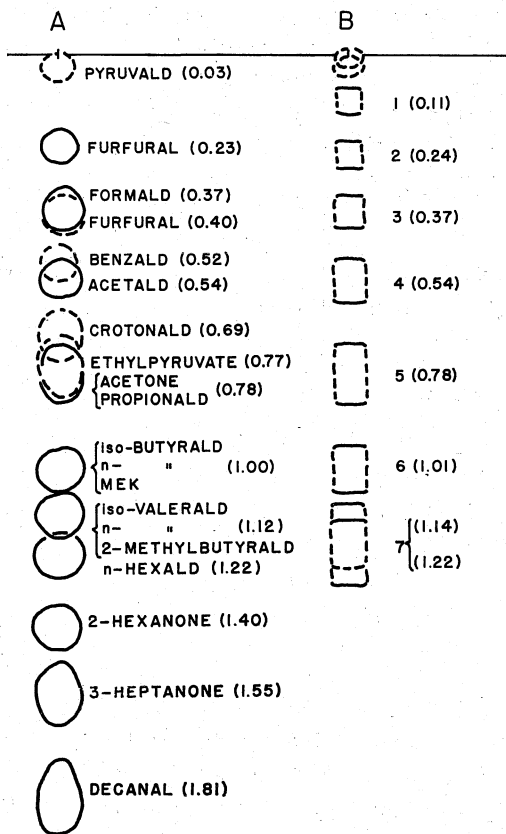 A B
PYRUVALD (0.03)
1 (0.11)
FURFURAL (0.23)
2 (0.24)
FORMALD (0.37)
FURFURAL (0.40)
3 (0.37)
BENZALD (0.52)
ACETALD (0.54)
4 (0.54)
CROTONALD (0.69)
ETHYLPYRUVATE (0.77)
ACETONE
PROPIONALD (0.78)
5 (0.78)
iso-BUTYRALD
n- " (1.00)
MEK
6 (1.01)
iso-VALERALD
n- " (1.12)
2-METHYLBUTYRALD
n-HEXALD (1.22)
7 (1.14)
(1.22)
2-HEXANONE (1.40)
3-HEPTANONE (1.55)
DECANAL (1.81)